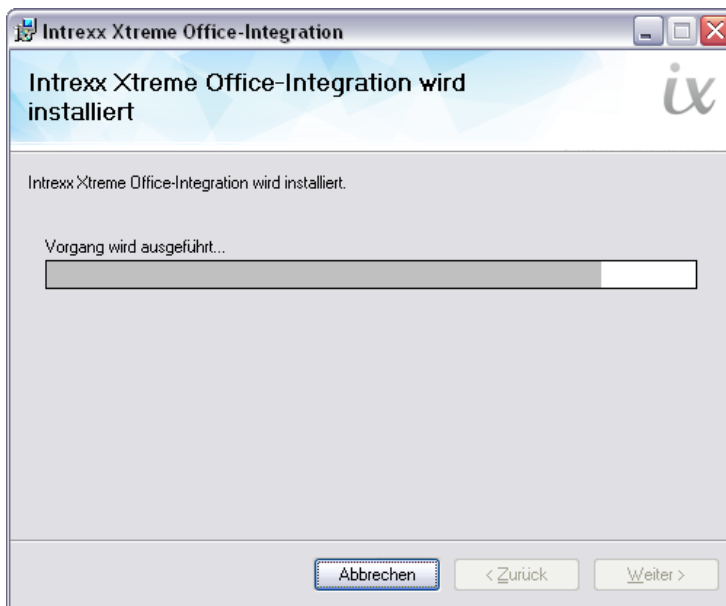 Intrexx Xtreme Office-Integration
Intrexx Xtreme Office-Integration wird
installiert
ix
Intrexx Xtreme Office-Integration wird installiert.
Vorgang wird ausgeführt...
Abbrechen
< Zurück
Weiter >